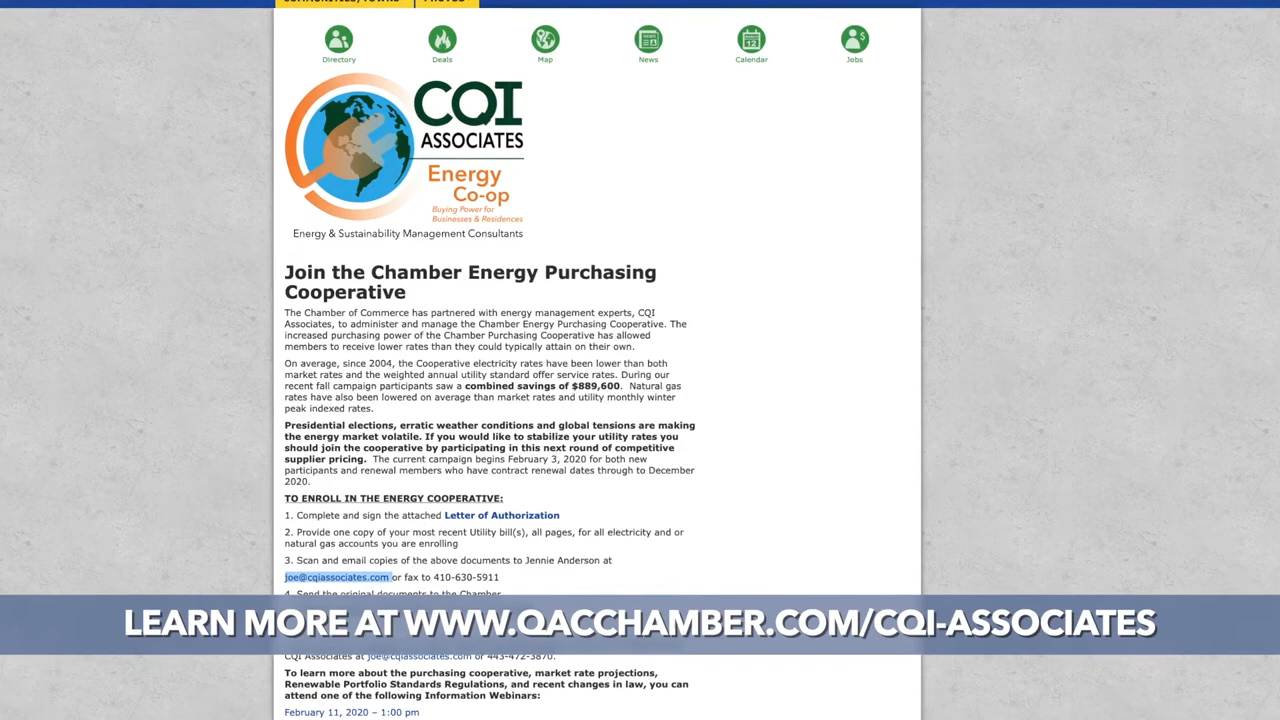 COMMUNITIES/TOWNS PHOTOS
Directory Deals Map News Calendar Jobs
CQI
ASSOCIATES
Energy
Co-op
Buying Power for
Businesses & Residences
Energy & Sustainability Management Consultants
Join the Chamber Energy Purchasing
Cooperative
The Chamber of Commerce has partnered with energy management experts, CQI
Associates, to administer and manage the Chamber Energy Purchasing Cooperative. The
increased purchasing power of the Chamber Purchasing Cooperative has allowed
members to receive lower rates than they could typically attain on their own.
On average, since 2004, the Cooperative electricity rates have been lower than both
market rates and the weighted annual utility standard offer service rates. During our
recent fall campaign participants saw a combined savings of $889,600. Natural gas
rates have also been lowered on average than market rates and utility monthly winter
peak indexed rates.
Presidential elections, erratic weather conditions and global tensions are making
the energy market volatile. If you would like to stabilize your utility rates you
should join the cooperative by participating in this next round of competitive
supplier pricing. The current campaign begins February 3, 2020 for both new
participants and renewal members who have contract renewal dates through to December
2020.
TO ENROLL IN THE ENERGY COOPERATIVE:
1. Complete and sign the attached Letter of Authorization
2. Provide one copy of your most recent Utility bill(s), all pages, for all electricity and or
natural gas accounts you are enrolling
3. Scan and email copies of the above documents to Jennie Anderson at
joe@cqiassociates.com or fax to 410-630-5911
4. Send the original documents to the Chamber
LEARN MORE AT WWW.QACCHAMBER.COM/CQI-ASSOCIATES
CQI Associates at joe@cqiassociates.com or 443-472-3870.
To learn more about the purchasing cooperative, market rate projections,
Renewable Portfolio Standards Regulations, and recent changes in law, you can
attend one of the following Information Webinars:
February 11, 2020 – 1:00 pm